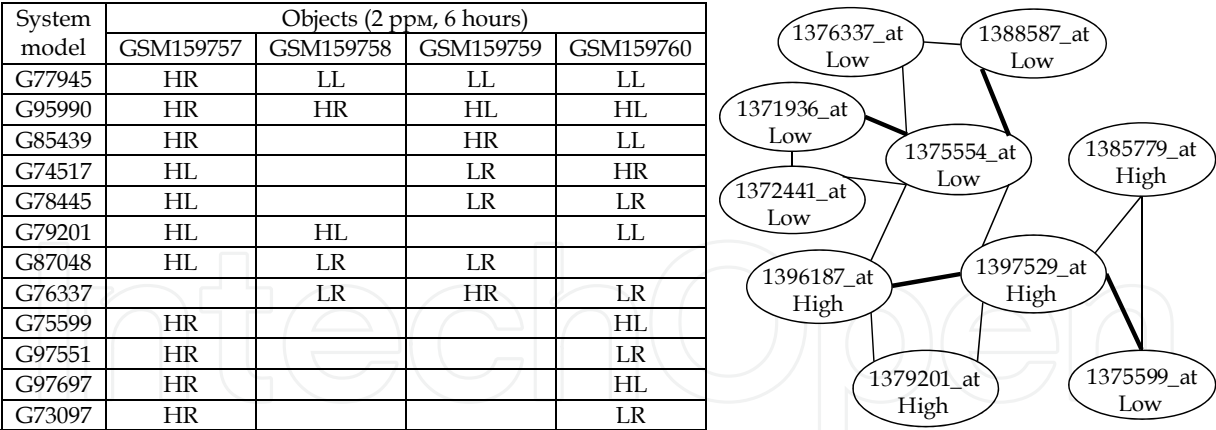 System model Objects (2 ppм, 6 hours)
GSM159757 GSM159758 GSM159759 GSM159760
G77945 HR LL LL LL
G95990 HR HR HL HL
G85439 HR HR LL
G74517 HL LR HR
G78445 HL LR LR
G79201 HL HL LL
G87048 HL LR LR
G76337 LR HR LR
G75599 HR HL
G97551 HR LR
G97697 HR HL
G73097 HR LR
1376337_at
Low
1388587_at
Low
1371936_at
Low
1375554_at
Low
1385779_at
High
1372441_at
Low
1396187_at
High
1397529_at
High
1379201_at
High
1375599_at
Low
IntechOpen